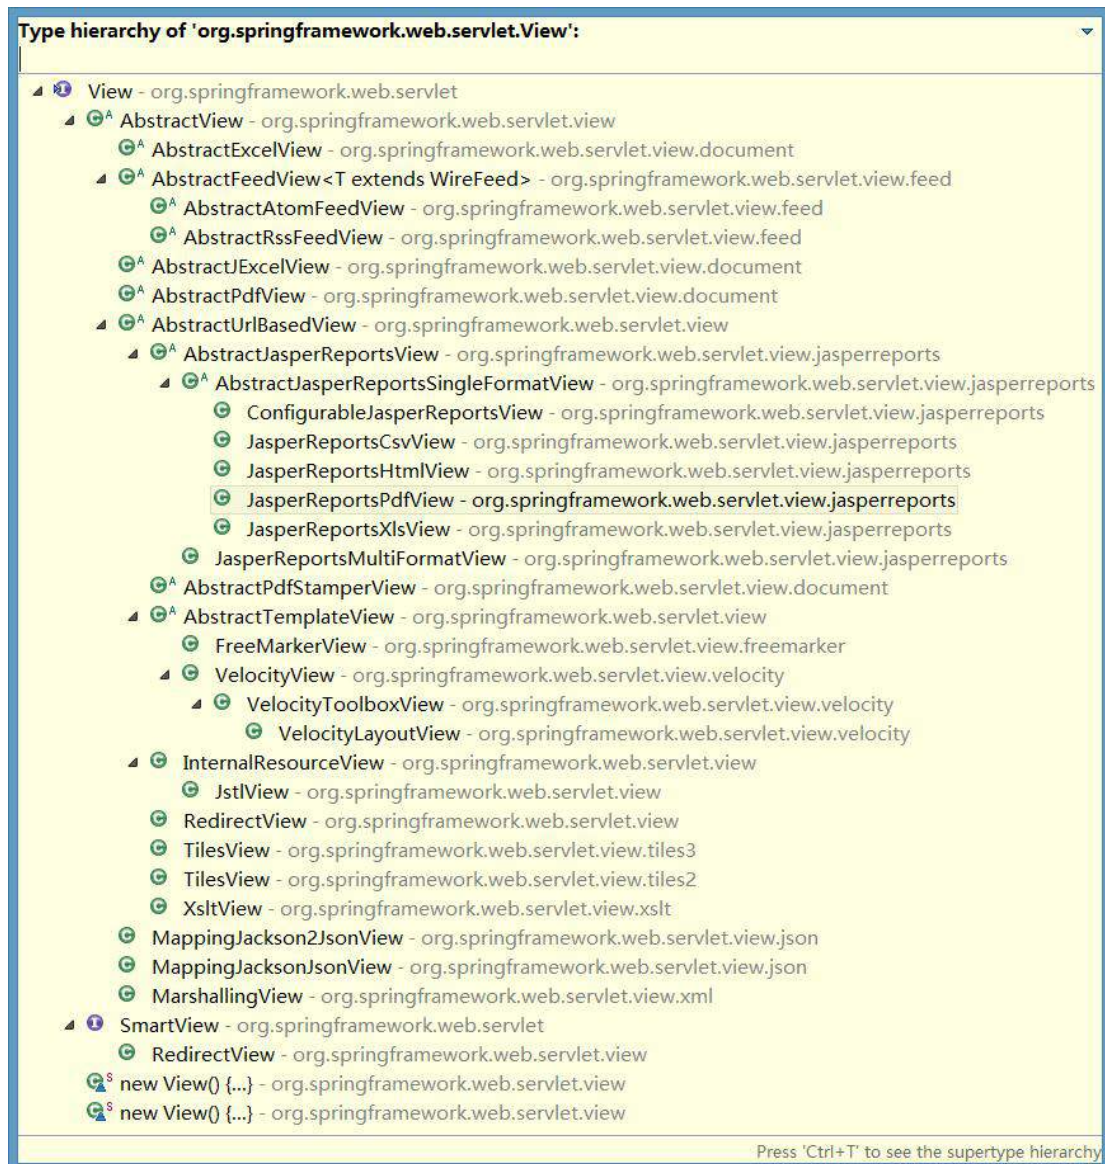 Type hierarchy of 'org.springframework.web.servlet.View':
View - org.springframework.web.servlet
AbstractView - org.springframework.web.servlet.view
AbstractExcelView - org.springframework.web.servlet.view.document
AbstractFeedView<T extends WireFeed> - org.springframework.web.servlet.view.feed
AbstractAtomFeedView - org.springframework.web.servlet.view.feed
AbstractRssFeedView - org.springframework.web.servlet.view.feed
AbstractJExcelView - org.springframework.web.servlet.view.document
AbstractPdfView - org.springframework.web.servlet.view.document
AbstractUrlBasedView - org.springframework.web.servlet.view
AbstractJasperReportsView - org.springframework.web.servlet.view.jasperreports
AbstractJasperReportsSingleFormatView - org.springframework.web.servlet.view.jasperreports
ConfigurableJasperReportsView - org.springframework.web.servlet.view.jasperreports
JasperReportsCsvView - org.springframework.web.servlet.view.jasperreports
JasperReportsHtmlView - org.springframework.web.servlet.view.jasperreports
JasperReportsPdfView - org.springframework.web.servlet.view.jasperreports
JasperReportsXlsView - org.springframework.web.servlet.view.jasperreports
JasperReportsMultiFormatView - org.springframework.web.servlet.view.jasperreports
AbstractPdfStamperView - org.springframework.web.servlet.view.document
AbstractTemplateView - org.springframework.web.servlet.view
FreeMarkerView - org.springframework.web.servlet.view.freemarker
VelocityView - org.springframework.web.servlet.view.velocity
VelocityToolboxView - org.springframework.web.servlet.view.velocity
VelocityLayoutView - org.springframework.web.servlet.view.velocity
InternalResourceView - org.springframework.web.servlet.view
JstlView - org.springframework.web.servlet.view
RedirectView - org.springframework.web.servlet.view
TilesView - org.springframework.web.servlet.view.tiles3
TilesView - org.springframework.web.servlet.view.tiles2
XsltView - org.springframework.web.servlet.view.xslt
MappingJackson2JsonView - org.springframework.web.servlet.view.json
MappingJacksonJsonView - org.springframework.web.servlet.view.json
MarshallingView - org.springframework.web.servlet.view.xml
SmartView - org.springframework.web.servlet
RedirectView - org.springframework.web.servlet.view
new View() {...} - org.springframework.web.servlet.view
new View() {...} - org.springframework.web.servlet.view
Press 'Ctrl+T' to see the supertype hierarchy